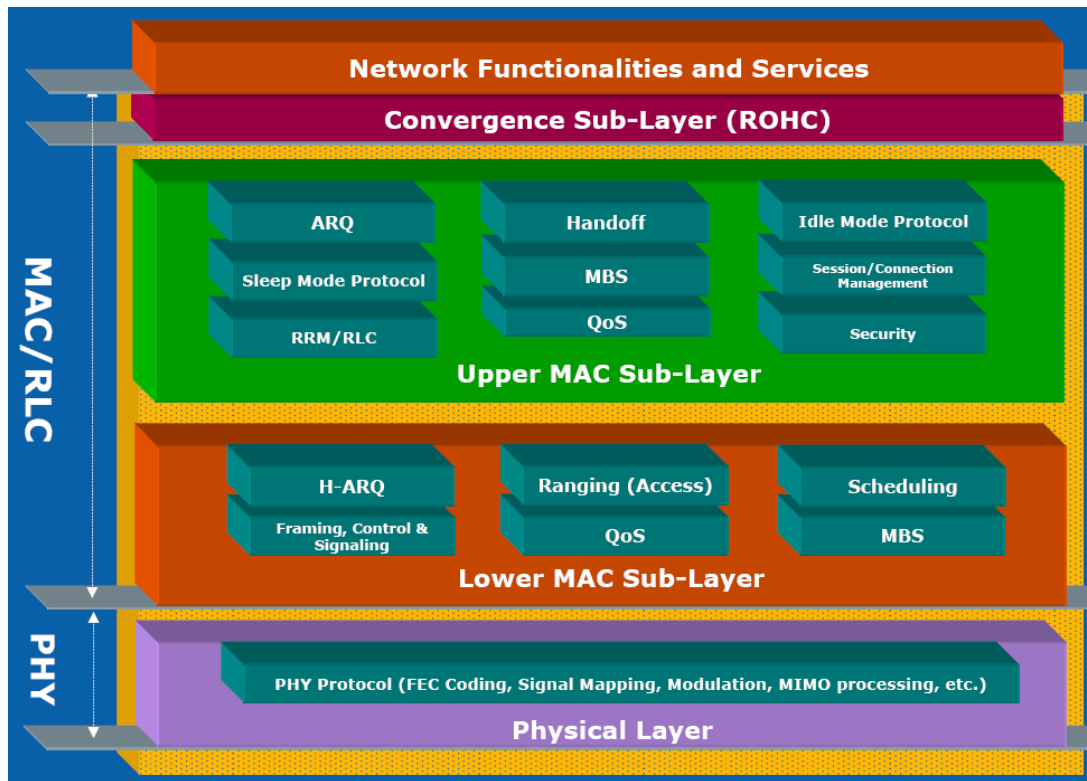 Network Functionalities and Services
Convergence Sub-Layer (ROHC)
MAC/RLC
ARQ
Handoff
Idle Mode Protocol
Sleep Mode Protocol
MBS
Session/Connection
Management
RRM/RLC
QoS
Security
Upper MAC Sub-Layer
H-ARQ
Ranging (Access)
Scheduling
Framing, Control &
Signaling
QoS
MBS
Lower MAC Sub-Layer
PHY
PHY Protocol (FEC Coding, Signal Mapping, Modulation, MIMO processing, etc.)
Physical Layer